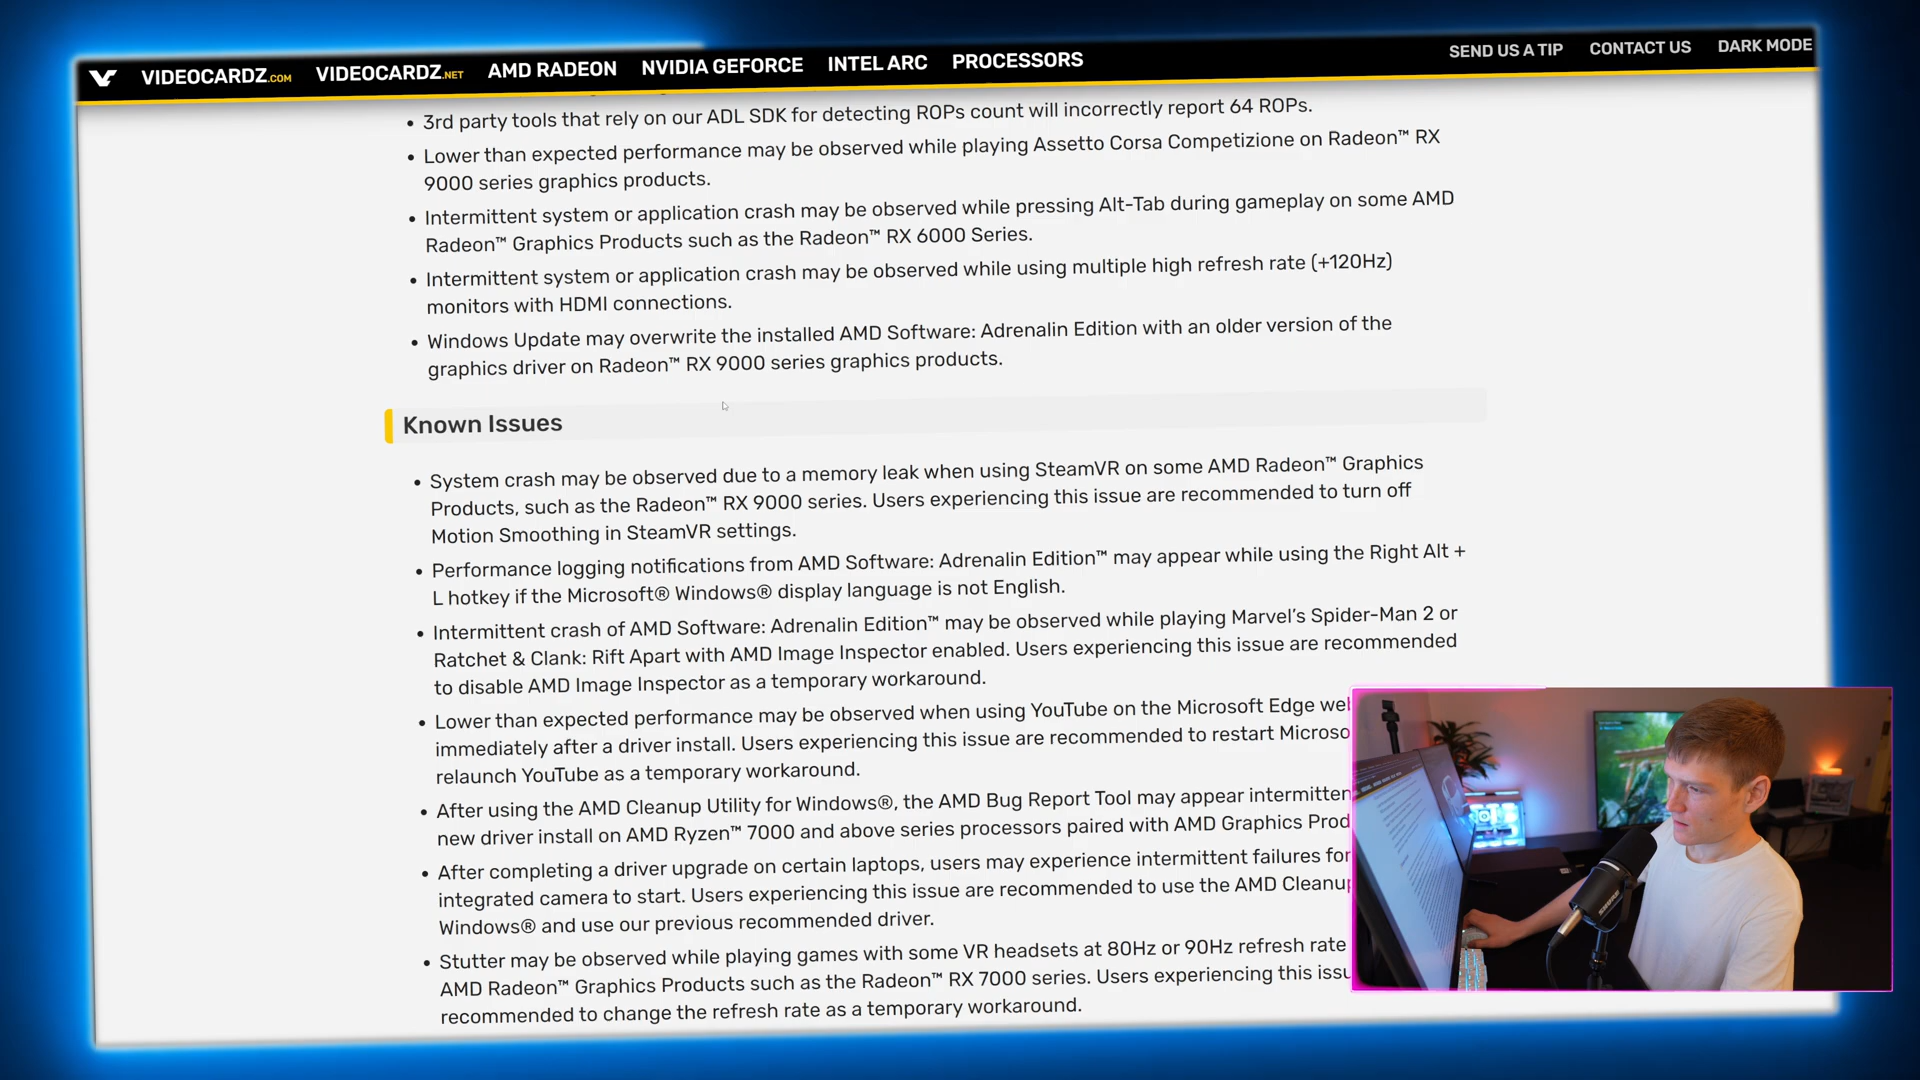 VIDEOCARDZ.COM VIDEOCARDZ.NET AMD RADEON NVIDIA GEFORCE INTEL ARC PROCESSORS SEND US A TIP CONTACT US DARK MODE
• 3rd party tools that rely on our ADL SDK for detecting ROPs count will incorrectly report 64 ROPs.
• Lower than expected performance may be observed while playing Assetto Corsa Competizione on Radeon™ RX
9000 series graphics products.
• Intermittent system or application crash may be observed while pressing Alt-Tab during gameplay on some AMD
Radeon™ Graphics Products such as the Radeon™ RX 6000 Series.
• Intermittent system or application crash may be observed while using multiple high refresh rate (+120Hz)
monitors with HDMI connections.
• Windows Update may overwrite the installed AMD Software: Adrenalin Edition with an older version of the
graphics driver on Radeon™ RX 9000 series graphics products.
Known Issues
• System crash may be observed due to a memory leak when using SteamVR on some AMD Radeon™ Graphics
Products, such as the Radeon™ RX 9000 series. Users experiencing this issue are recommended to turn off
Motion Smoothing in SteamVR settings.
• Performance logging notifications from AMD Software: Adrenalin Edition™ may appear while using the Right Alt +
L hotkey if the Microsoft® Windows® display language is not English.
• Intermittent crash of AMD Software: Adrenalin Edition™ may be observed while playing Marvel's Spider-Man 2 or
Ratchet & Clank: Rift Apart with AMD Image Inspector enabled. Users experiencing this issue are recommended
to disable AMD Image Inspector as a temporary workaround.
• Lower than expected performance may be observed when using YouTube on the Microsoft Edge
immediately after a driver install. Users experiencing this issue are recommended to restart
relaunch YouTube as a temporary workaround.
• After using the AMD Cleanup Utility for Windows®, the AMD Bug Report Tool may appear
new driver install on AMD Ryzen™ 7000 and above series processors paired with AMD Graphics
• After completing a driver upgrade on certain laptops, users may experience intermittent failures for
integrated camera to start. Users experiencing this issue are recommended to use the AMD Cleanup
Windows® and use our previous recommended driver.
• Stutter may be observed while playing games with some VR headsets at 80Hz or 90Hz refresh rate
AMD Radeon™ Graphics Products such as the Radeon™ RX 7000 series. Users experiencing this
recommended to change the refresh rate as a temporary workaround.